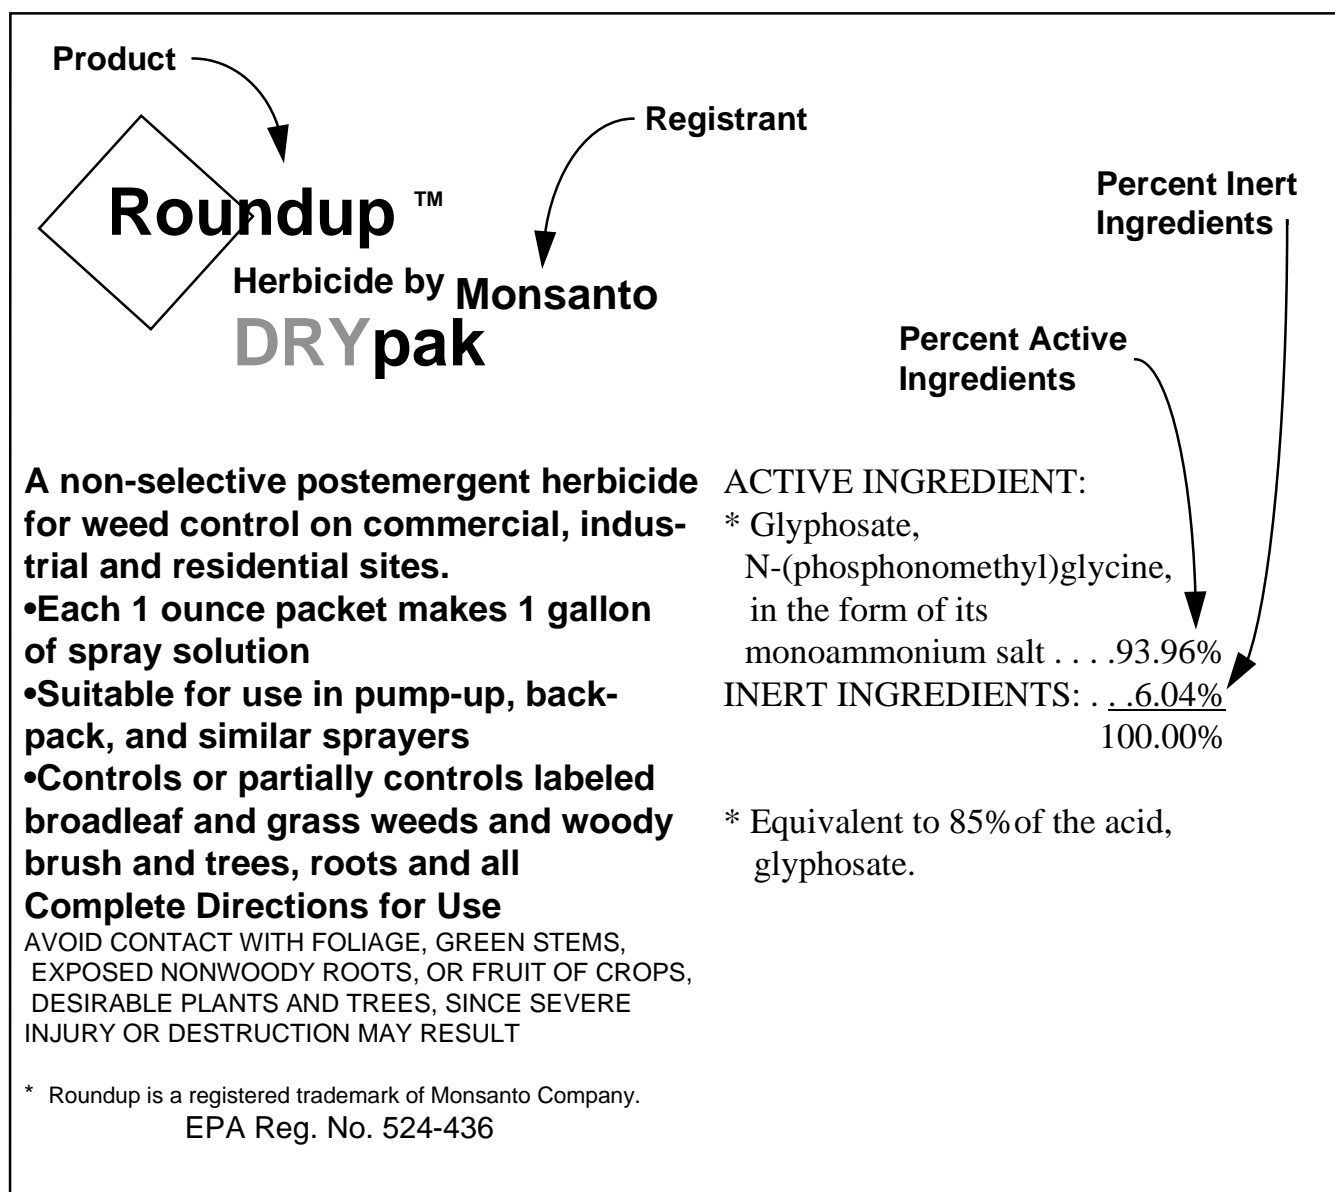 Product
Registrant
Percent Inert
Ingredients
Roundup ™
Herbicide by Monsanto
DRYpak
Percent Active
Ingredients
A non-selective postemergent herbicide
for weed control on commercial, indus-
trial and residential sites.
•Each 1 ounce packet makes 1 gallon
of spray solution
•Suitable for use in pump-up, back-
pack, and similar sprayers
•Controls or partially controls labeled
broadleaf and grass weeds and woody
brush and trees, roots and all
Complete Directions for Use
AVOID CONTACT WITH FOLIAGE, GREEN STEMS,
EXPOSED NONWOODY ROOTS, OR FRUIT OF CROPS,
DESIRABLE PLANTS AND TREES, SINCE SEVERE
INJURY OR DESTRUCTION MAY RESULT
* Roundup is a registered trademark of Monsanto Company.
EPA Reg. No. 524-436
ACTIVE INGREDIENT:
* Glyphosate,
N-(phosphonomethyl)glycine,
in the form of its
monoammonium salt . . . .93.96%
INERT INGREDIENTS: . . .6.04%
100.00%
* Equivalent to 85% of the acid,
glyphosate.